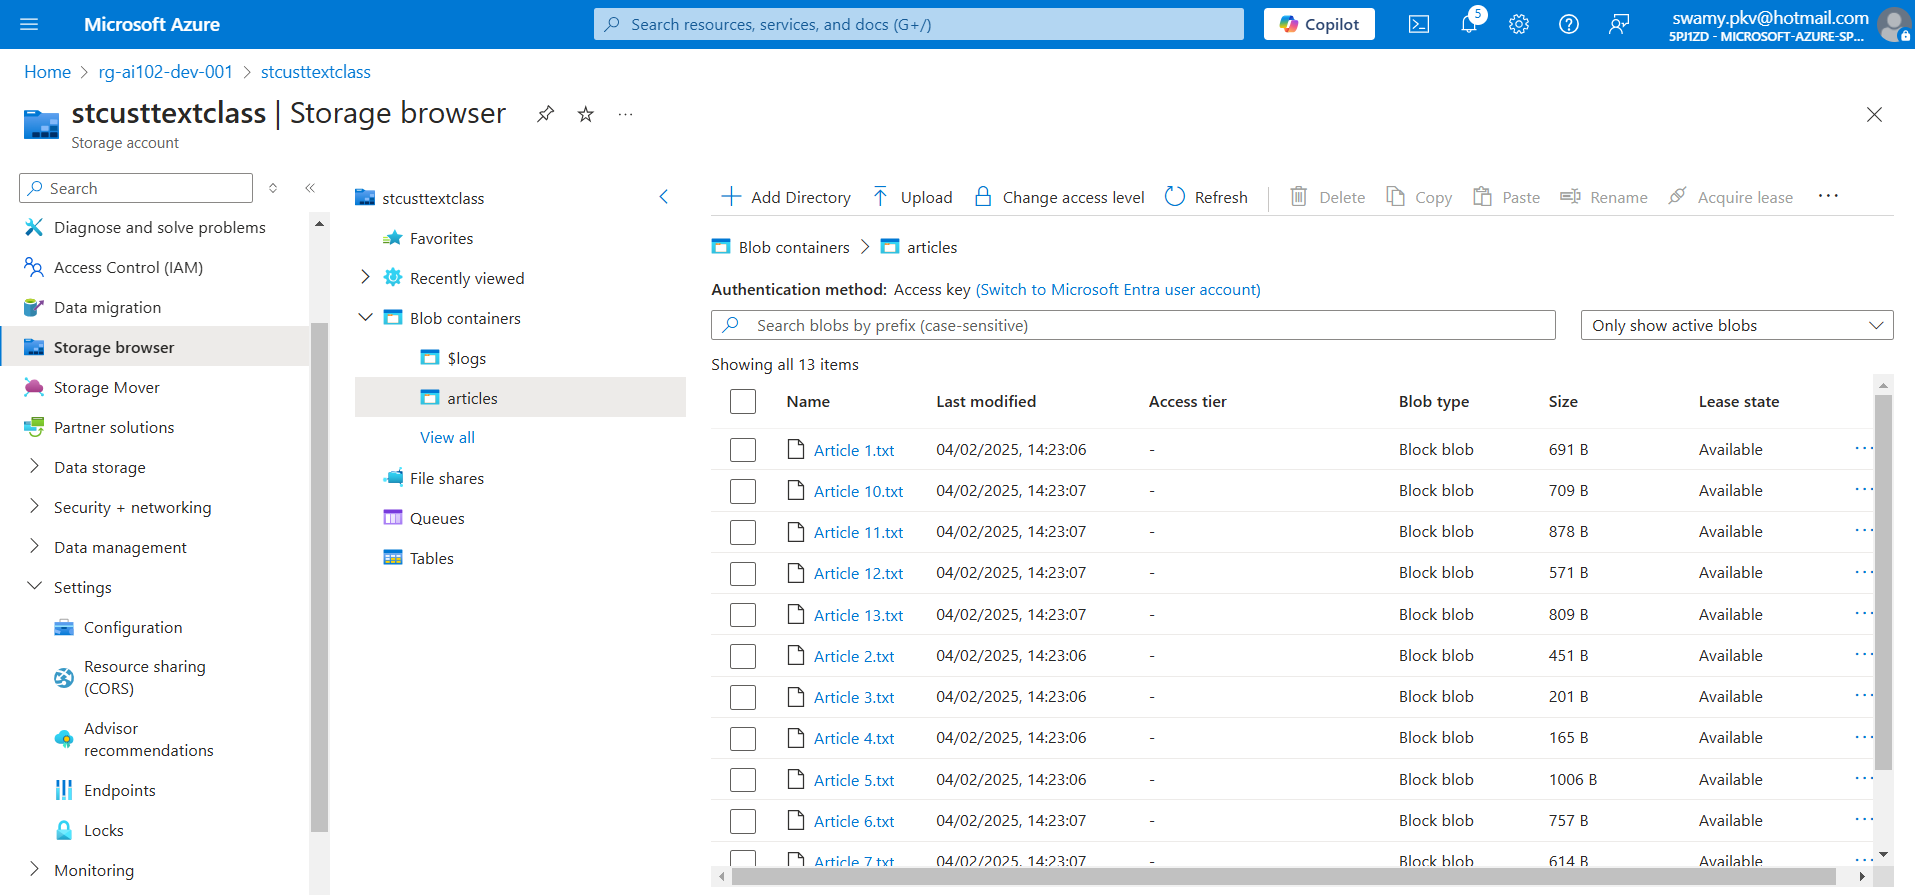 Microsoft Azure
Search resources, services, and docs (G+/)
Copilot
5
swamy.pkv@hotmail.com
5PJ1ZD - MICROSOFT-AZURE-SP...
Home > rg-ai102-dev-001 > stcusttextclass
stcusttextclass | Storage browser
Storage account
Search
Diagnose and solve problems
Access Control (IAM)
Data migration
Storage browser
Storage Mover
Partner solutions
Data storage
Security + networking
Data management
Settings
Configuration
Resource sharing
(CORS)
Advisor
recommendations
Endpoints
Locks
Monitoring
stcusttextclass
Favorites
Recently viewed
Blob containers
$logs
articles
View all
File shares
Queues
Tables
Add Directory Upload Change access level Refresh Delete Copy Paste Rename Acquire lease
Blob containers > articles
Authentication method: Access key (Switch to Microsoft Entra user account)
Search blobs by prefix (case-sensitive)
Only show active blobs
Showing all 13 items
Name Last modified Access tier Blob type Size Lease state
Article 1.txt 04/02/2025, 14:23:06 - Block blob 691 B Available
Article 10.txt 04/02/2025, 14:23:07 - Block blob 709 B Available
Article 11.txt 04/02/2025, 14:23:07 - Block blob 878 B Available
Article 12.txt 04/02/2025, 14:23:07 - Block blob 571 B Available
Article 13.txt 04/02/2025, 14:23:07 - Block blob 809 B Available
Article 2.txt 04/02/2025, 14:23:06 - Block blob 451 B Available
Article 3.txt 04/02/2025, 14:23:06 - Block blob 201 B Available
Article 4.txt 04/02/2025, 14:23:06 - Block blob 165 B Available
Article 5.txt 04/02/2025, 14:23:06 - Block blob 1006 B Available
Article 6.txt 04/02/2025, 14:23:07 - Block blob 757 B Available
Article 7.txt 04/02/2025, 14:23:07 - Block blob 614 B Available